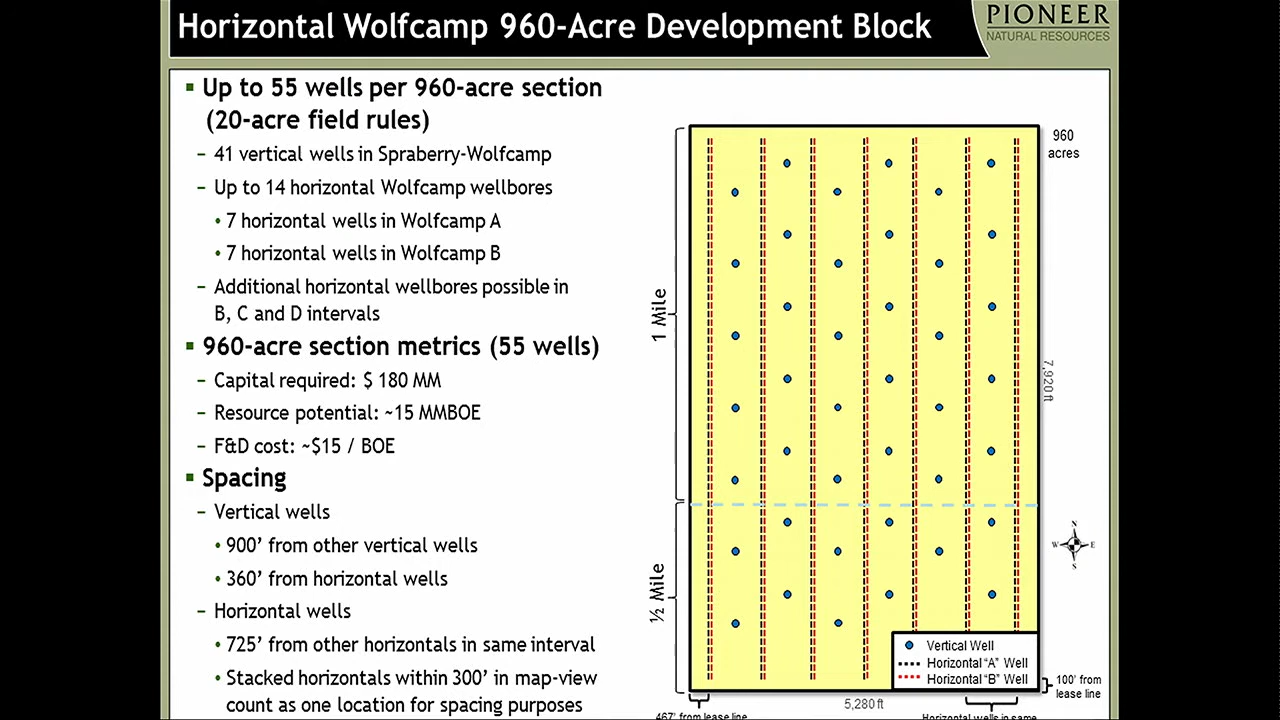 Horizontal Wolfcamp 960-Acre Development Block
PIONEER
NATURAL RESOURCES
▪ Up to 55 wells per 960-acre section
(20-acre field rules)
– 41 vertical wells in Spraberry-Wolfcamp
– Up to 14 horizontal Wolfcamp wellbores
• 7 horizontal wells in Wolfcamp A
• 7 horizontal wells in Wolfcamp B
– Additional horizontal wellbores possible in
B, C and D intervals
▪ 960-acre section metrics (55 wells)
– Capital required: $ 180 MM
– Resource potential: ~15 MMBOE
– F&D cost: ~$15 / BOE
▪ Spacing
– Vertical wells
• 900’ from other vertical wells
• 360’ from horizontal wells
– Horizontal wells
• 725’ from other horizontals in same interval
• Stacked horizontals within 300’ in map-view
count as one location for spacing purposes
960
acres
1 Mile
7,920 ft
½ Mile
N
W E
S
Vertical Well
Horizontal “A” Well
Horizontal “B” Well
100’ from
lease line
5,280 ft
467’ from lease line
Horizontal wells in same